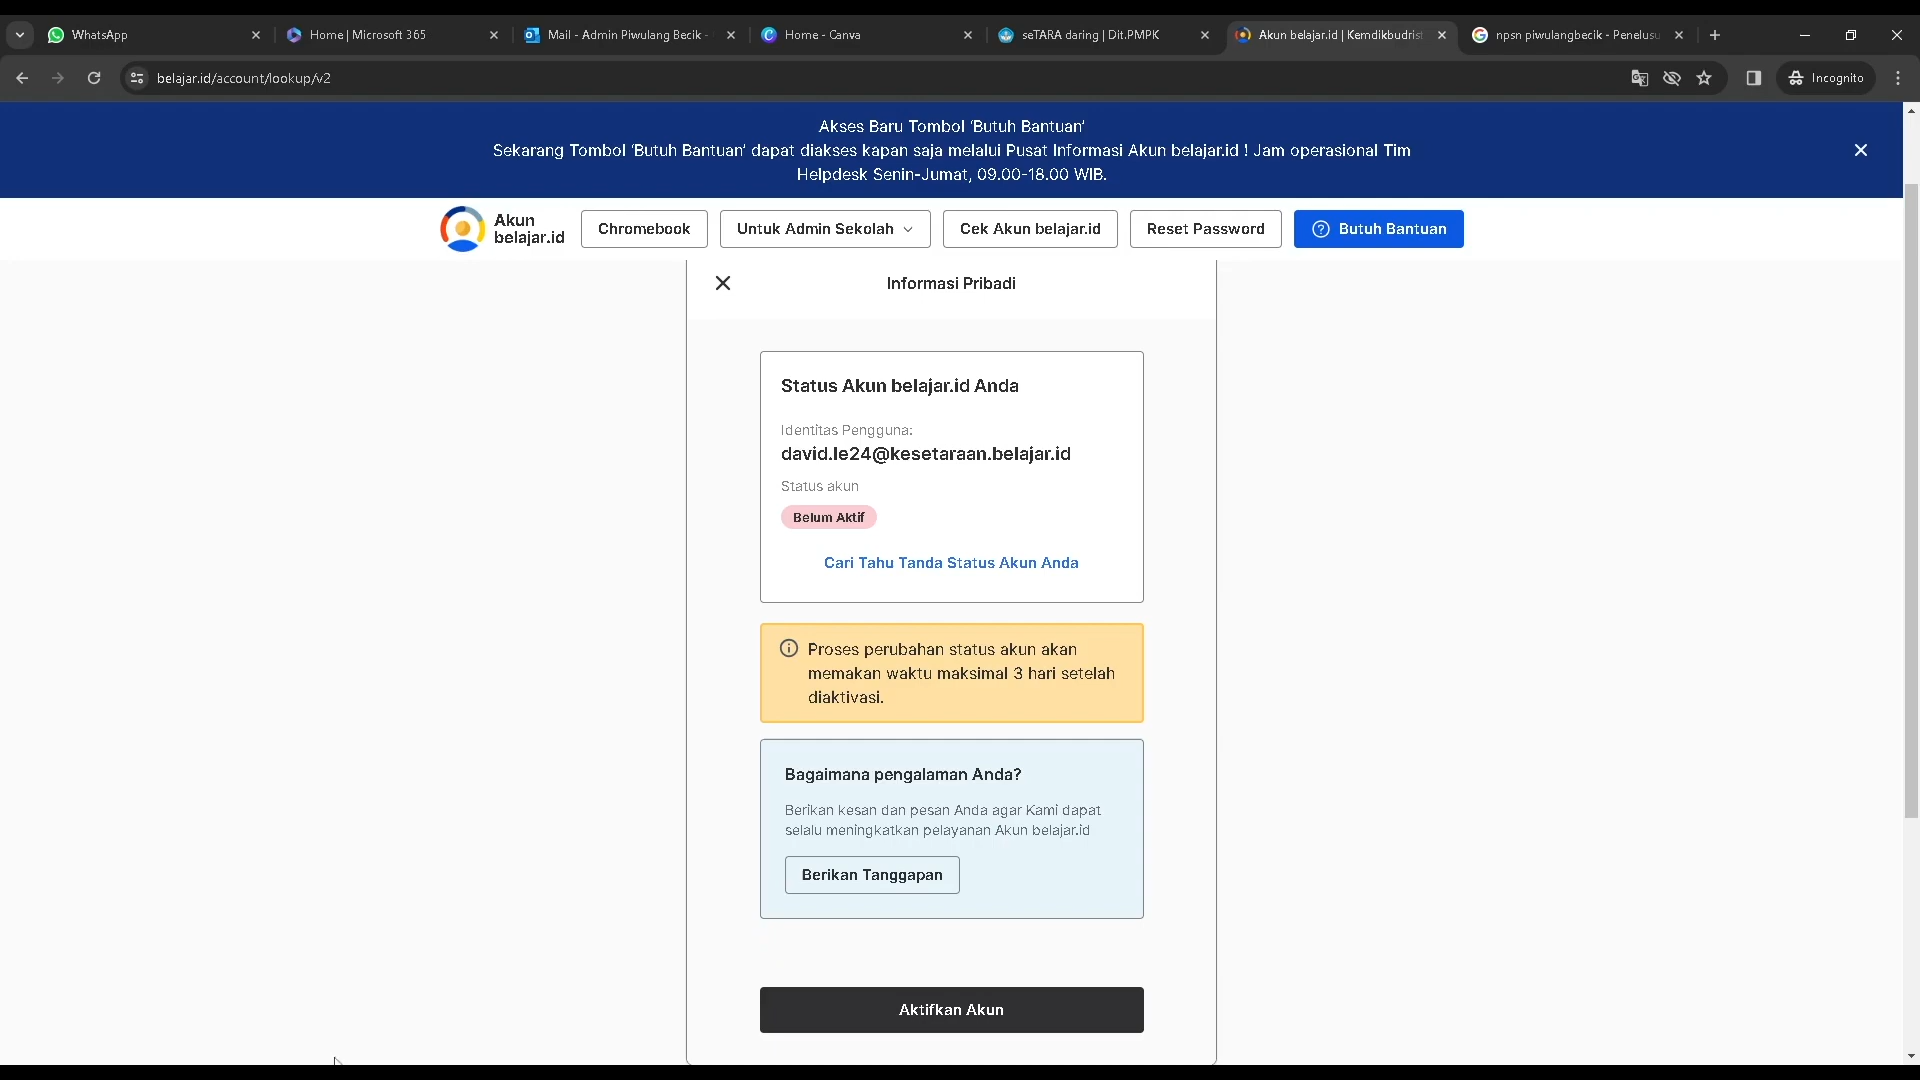 WhatsApp
Home | Microsoft 365
Mail - Admin Piwulang Becik -
Home - Canva
seTARA daring | Dit.PMPK
Akun belajar.id | Kemdikbudris
npsn piwulangbecik - Penelusu
belajar.id/account/lookup/v2
Incognito
Akses Baru Tombol ‘Butuh Bantuan’
Sekarang Tombol ‘Butuh Bantuan’ dapat diakses kapan saja melalui Pusat Informasi Akun belajar.id ! Jam operasional Tim
Helpdesk Senin-Jumat, 09.00-18.00 WIB.
Akun
belajar.id
Chromebook
Untuk Admin Sekolah
Cek Akun belajar.id
Reset Password
Butuh Bantuan
Informasi Pribadi
Status Akun belajar.id Anda
Identitas Pengguna:
david.le24@kesetaraan.belajar.id
Status akun
Belum Aktif
Cari Tahu Tanda Status Akun Anda
Proses perubahan status akun akan
memakan waktu maksimal 3 hari setelah
diaktivasi.
Bagaimana pengalaman Anda?
Berikan kesan dan pesan Anda agar Kami dapat
selalu meningkatkan pelayanan Akun belajar.id
Berikan Tanggapan
Aktifkan Akun